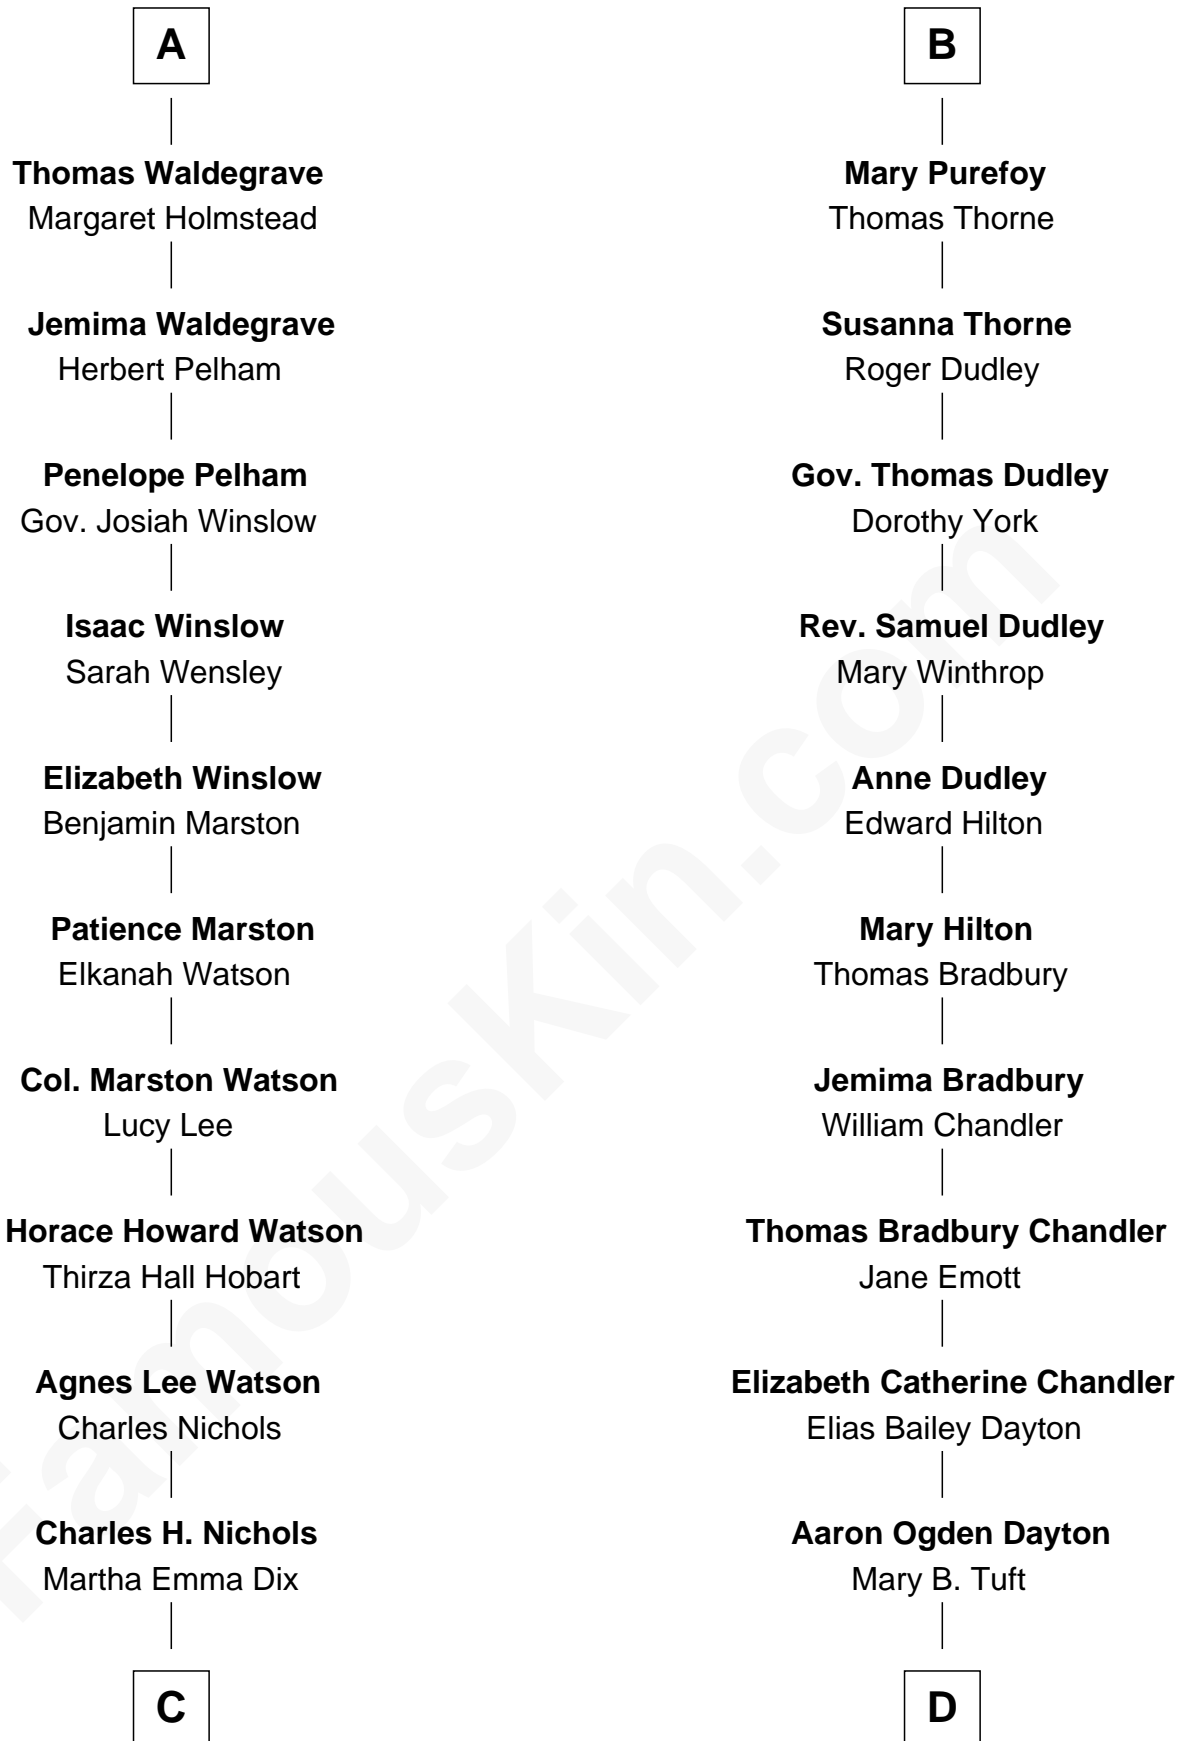 A
Thomas Waldegrave
Margaret Holmstead
Jemima Waldegrave
Herbert Pelham
Penelope Pelham
Gov. Josiah Winslow
Isaac Winslow
Sarah Wensley
Elizabeth Winslow
Benjamin Marston
Patience Marston
Elkanah Watson
Col. Marston Watson
Lucy Lee
Horace Howard Watson
Thirza Hall Hobart
Agnes Lee Watson
Charles Nichols
Charles H. Nichols
Martha Emma Dix
C
B
Mary Purefoy
Thomas Thorne
Susanna Thorne
Roger Dudley
Gov. Thomas Dudley
Dorothy York
Rev. Samuel Dudley
Mary Winthrop
Anne Dudley
Edward Hilton
Mary Hilton
Thomas Bradbury
Jemima Bradbury
William Chandler
Thomas Bradbury Chandler
Jane Emott
Elizabeth Catherine Chandler
Elias Bailey Dayton
Aaron Ogden Dayton
Mary B. Tuft
D
FamousKin.com